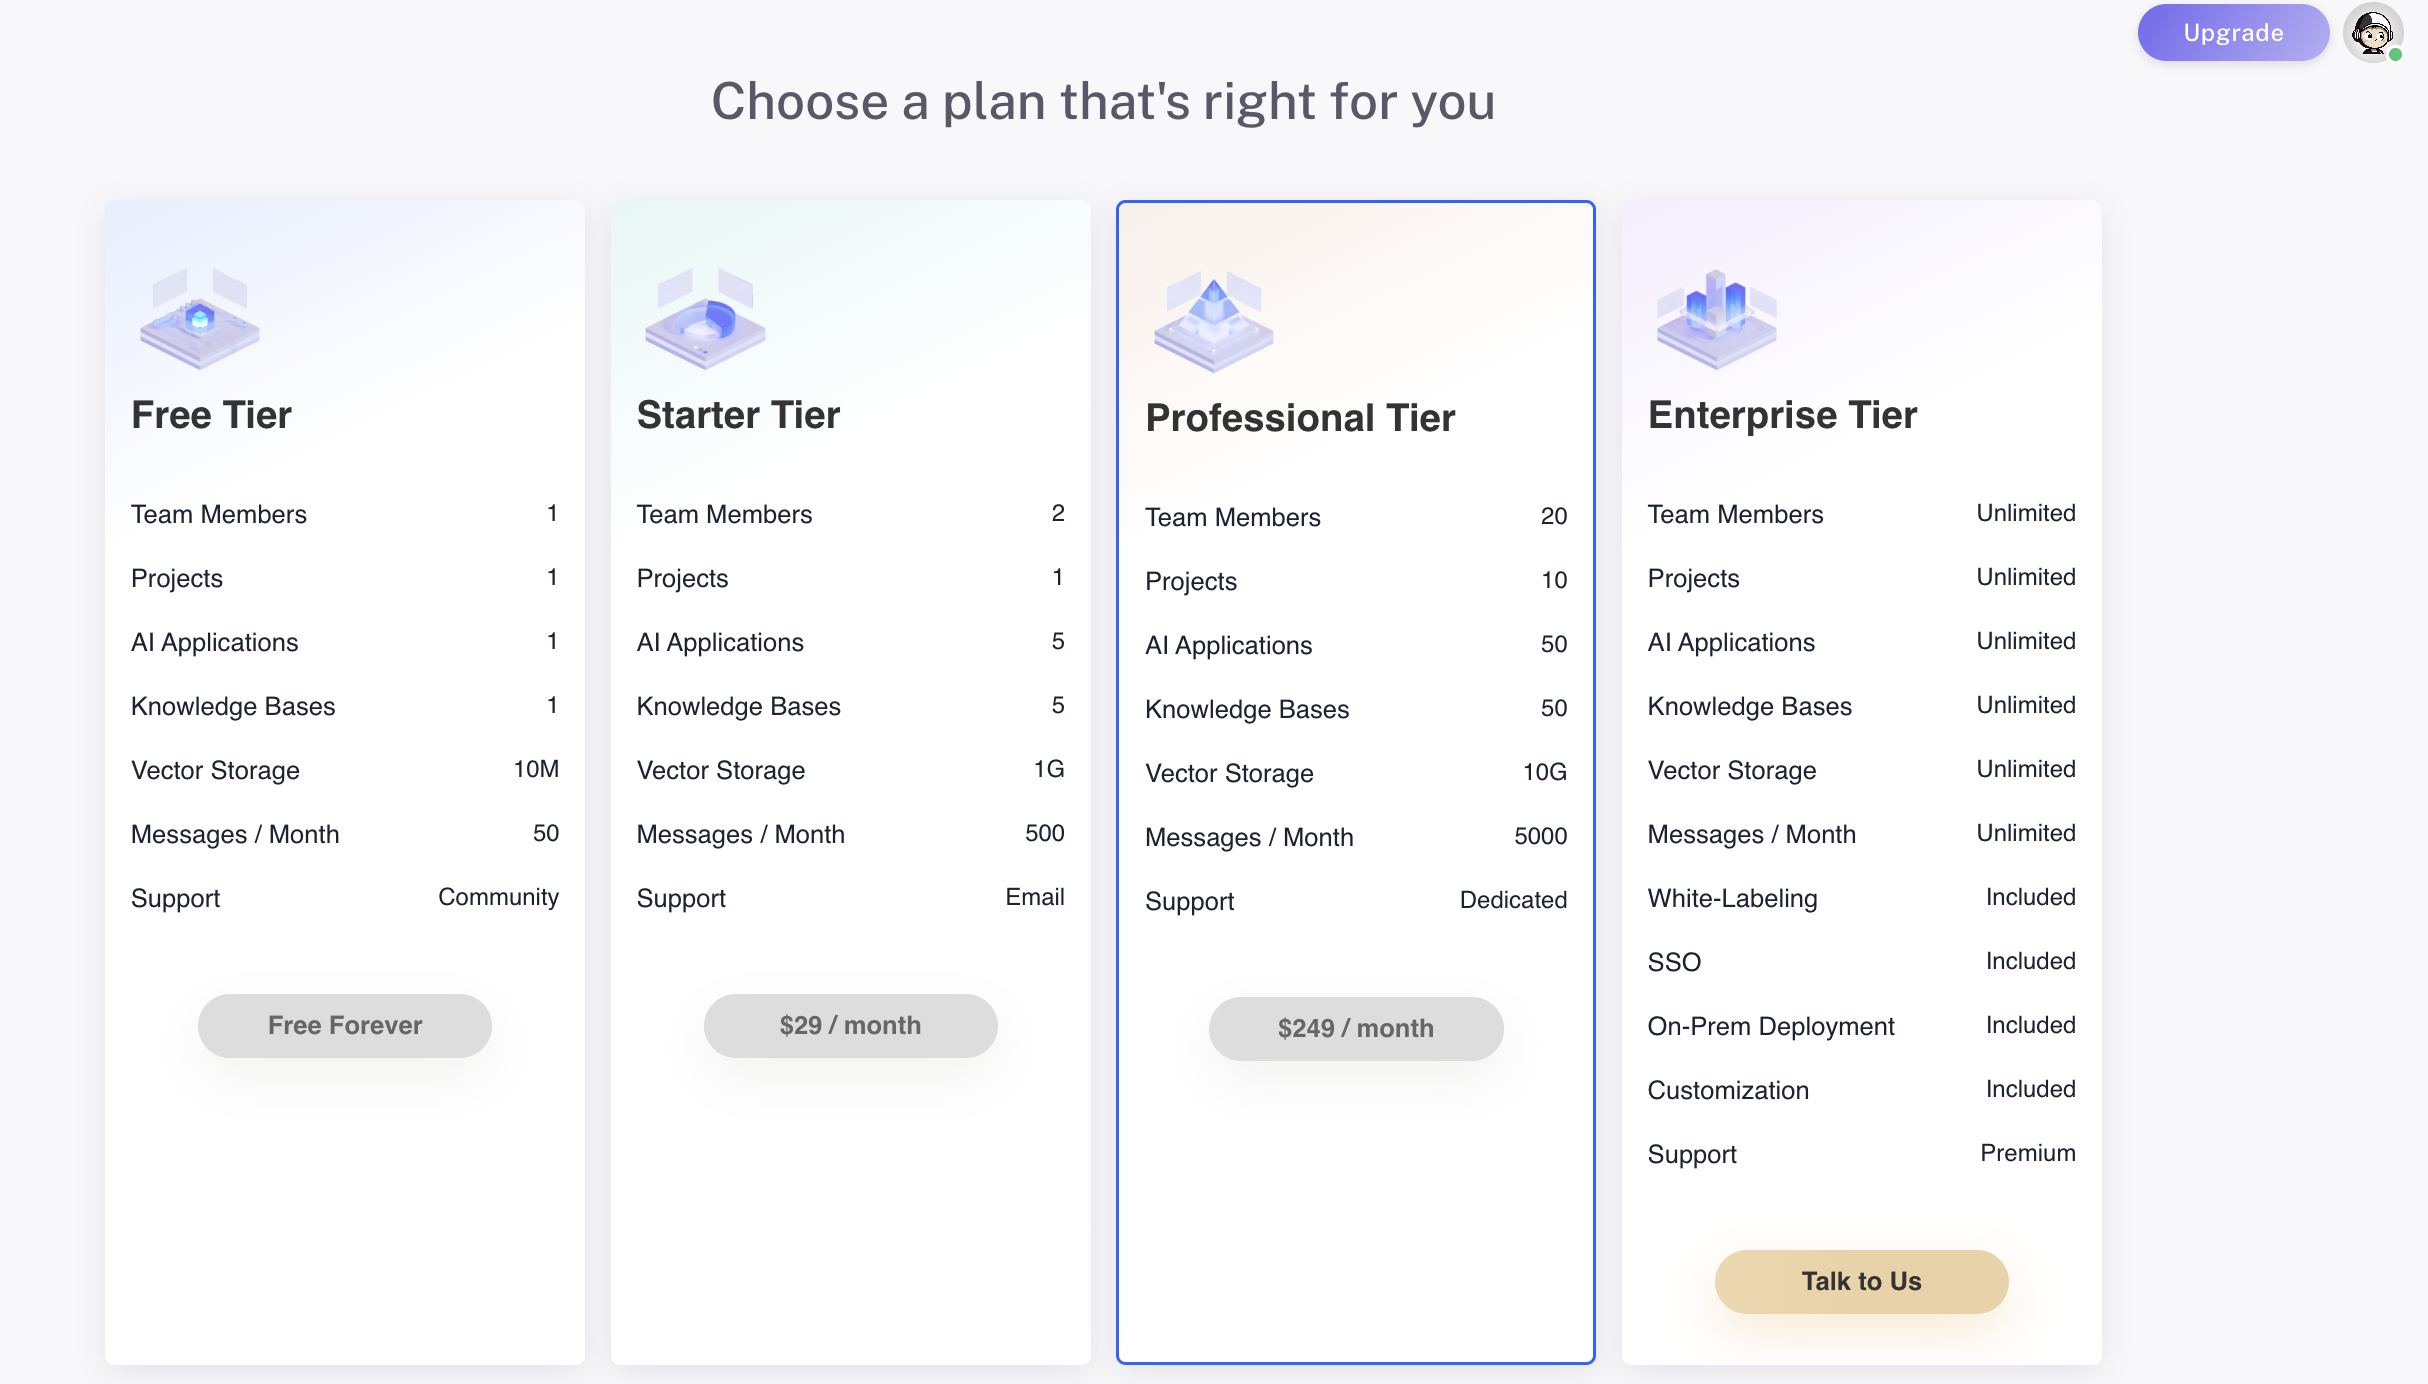 Upgrade
Choose a plan that's right for you
Free Tier
Team Members 1
Projects 1
AI Applications 1
Knowledge Bases 1
Vector Storage 10M
Messages / Month 50
Support Community
Free Forever
Starter Tier
Team Members 2
Projects 1
AI Applications 5
Knowledge Bases 5
Vector Storage 1G
Messages / Month 500
Support Email
$29 / month
Professional Tier
Team Members 20
Projects 10
AI Applications 50
Knowledge Bases 50
Vector Storage 10G
Messages / Month 5000
Support Dedicated
$249 / month
Enterprise Tier
Team Members Unlimited
Projects Unlimited
AI Applications Unlimited
Knowledge Bases Unlimited
Vector Storage Unlimited
Messages / Month Unlimited
White-Labeling Included
SSO Included
On-Prem Deployment Included
Customization Included
Support Premium
Talk to Us